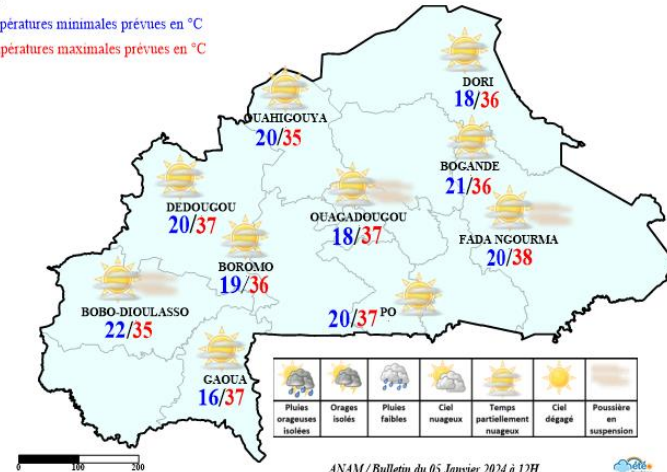 pératures minimales prévues en °C
pératures maximales prévues en °C
DORI
18/36
OUAHIGOUYA
20/35
BOGANDE
21/36
DEDOUGOU
20/37
OUAGADOUGOU
18/37
FADA NGOURMA
20/38
BOROMO
19/36
BOBO-DIOULASSO
22/35
20/37 PO
GAOUA
16/37
Pluies orageuses isolées
Orages isolés
Pluies faibles
Ciel nuageux
Temps partiellement nuageux
Ciel dégagé
Poussière en suspension
0 100 200
ANAM / Bulletin du 05 Janvier 2024 à 12H
météo